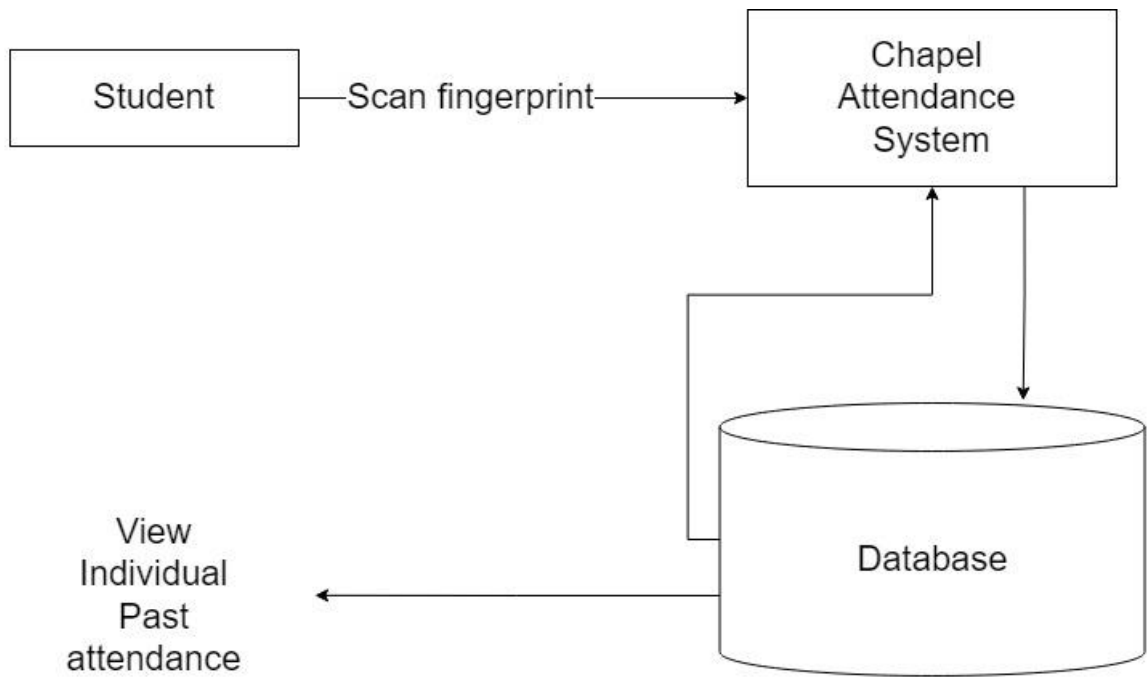 Student
Scan fingerprint
Chapel
Attendance
System
View
Individual
Past
attendance
Database